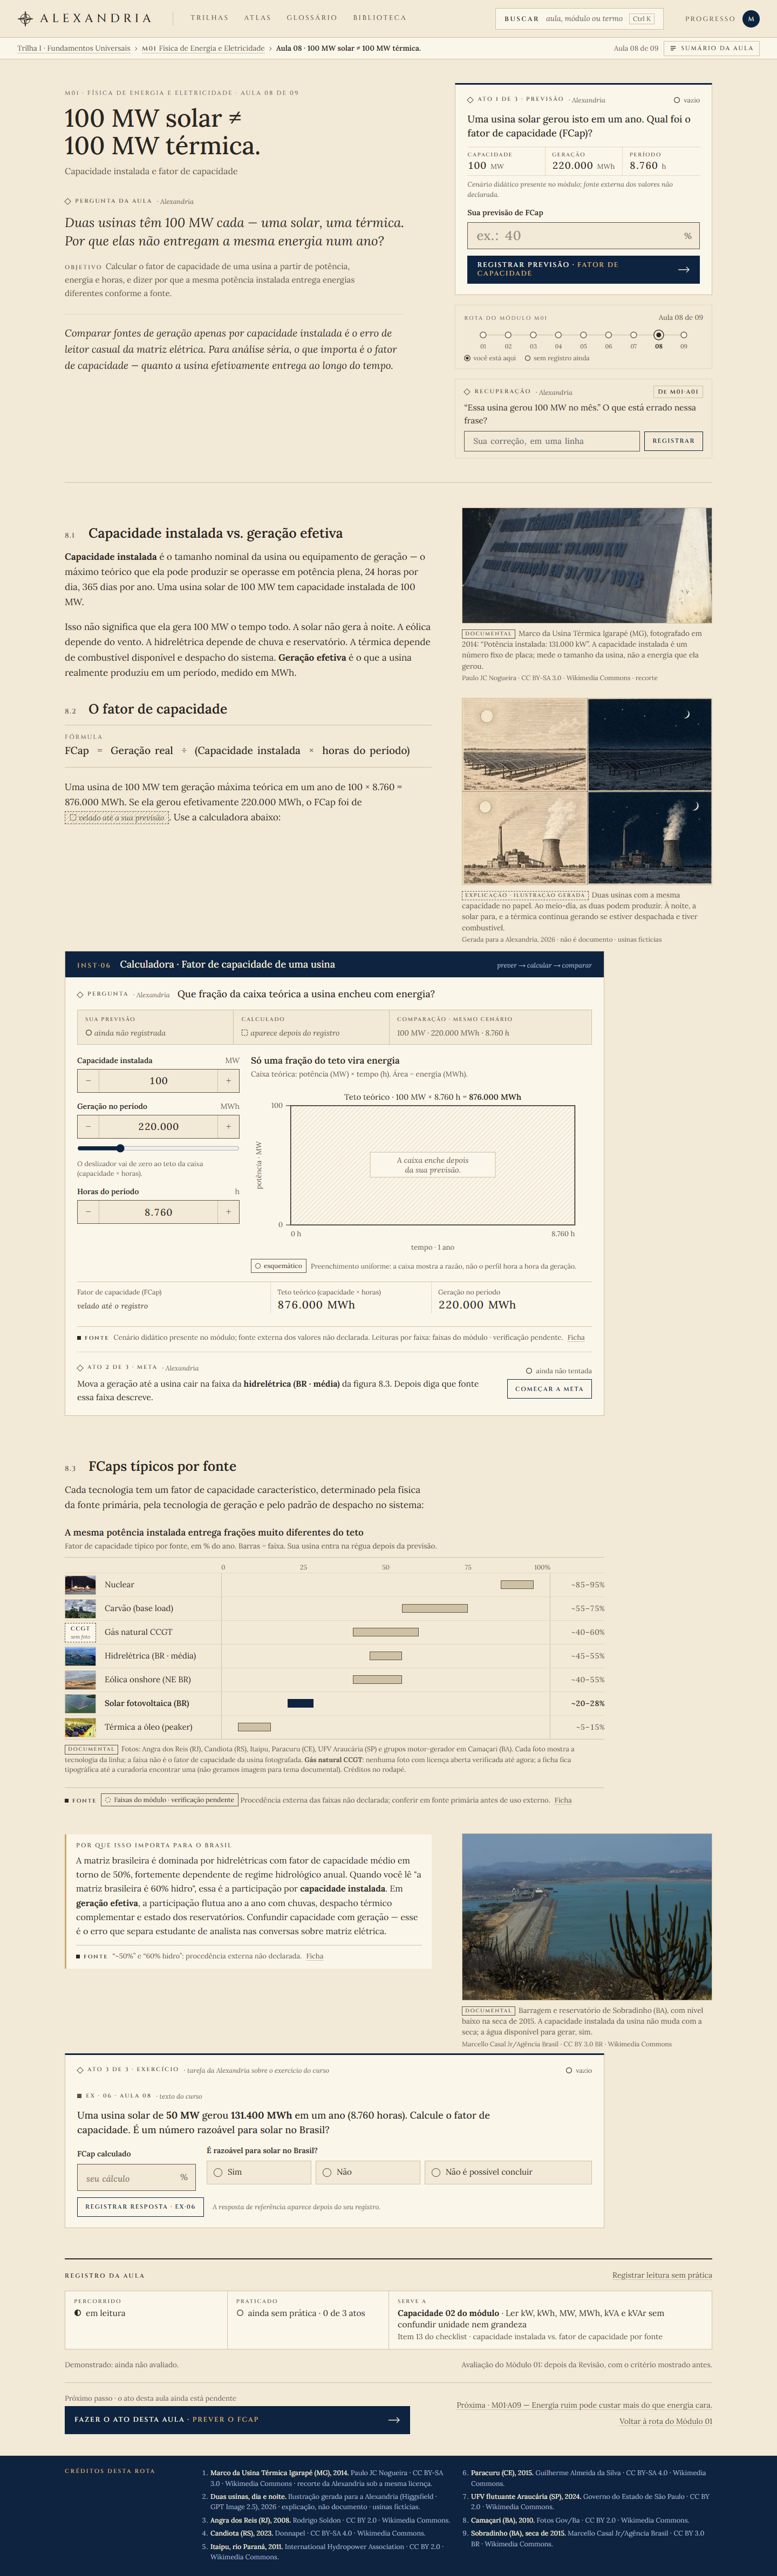 ALEXANDRIA
TRILHAS ATLAS GLOSSÁRIO BIBLIOTECA
BUSCAR aula, módulo ou termo Ctrl K
PROGRESSO M
Trilha I · Fundamentos Universais › M01 Física de Energia e Eletricidade › Aula 08 · 100 MW solar ≠ 100 MW térmica.
Aula 08 de 09 SUMÁRIO DA AULA
M01 · FÍSICA DE ENERGIA E ELETRICIDADE · AULA 08 DE 09
100 MW solar ≠
100 MW térmica.
Capacidade instalada e fator de capacidade
PERGUNTA DA AULA · Alexandria
Duas usinas têm 100 MW cada — uma solar, uma térmica.
Por que elas não entregam a mesma energia num ano?
OBJETIVO Calcular o fator de capacidade de uma usina a partir de potência,
energia e horas, e dizer por que a mesma potência instalada entrega energias
diferentes conforme a fonte.
Comparar fontes de geração apenas por capacidade instalada é o erro de
leitor casual da matriz elétrica. Para análise séria, o que importa é o fator
de capacidade — quanto a usina efetivamente entrega ao longo do tempo.
ATO 1 DE 3 · PREVISÃO · Alexandria vazio
Uma usina solar gerou isto em um ano. Qual foi o
fator de capacidade (FCap)?
CAPACIDADE GERAÇÃO PERÍODO
100 MW 220.000 MWh 8.760 h
Cenário didático presente no módulo; fonte externa dos valores não
declarada.
Sua previsão de FCap
ex.: 40 %
REGISTRAR PREVISÃO · FATOR DE
CAPACIDADE
ROTA DO MÓDULO M01 Aula 08 de 09
01 02 03 04 05 06 07 08 09
você está aqui sem registro ainda
RECUPERAÇÃO · Alexandria DE M01·A01
“Essa usina gerou 100 MW no mês.” O que está errado nessa
frase?
Sua correção, em uma linha REGISTRAR
8.1 Capacidade instalada vs. geração efetiva
Capacidade instalada é o tamanho nominal da usina ou equipamento de geração — o
máximo teórico que ela pode produzir se operasse em potência plena, 24 horas por
dia, 365 dias por ano. Uma usina solar de 100 MW tem capacidade instalada de 100
MW.
Isso não significa que ela gera 100 MW o tempo todo. A solar não gera à noite. A eólica
depende do vento. A hidrelétrica depende de chuva e reservatório. A térmica depende
de combustível disponível e despacho do sistema. Geração efetiva é o que a usina
realmente produziu em um período, medido em MWh.
DOCUMENTAL Marco da Usina Térmica Igarapé (MG), fotografado em
2014: “Potência instalada: 131.000 kW”. A capacidade instalada é um
número fixo de placa; mede o tamanho da usina, não a energia que ela
gerou.
Paulo JC Nogueira · CC BY-SA 3.0 · Wikimedia Commons · recorte
8.2 O fator de capacidade
FÓRMULA
FCap = Geração real ÷ (Capacidade instalada × horas do período)
Uma usina de 100 MW tem geração máxima teórica em um ano de 100 × 8.760 =
876.000 MWh. Se ela gerou efetivamente 220.000 MWh, o FCap foi de
velado até a sua previsão. Use a calculadora abaixo:
EXPLICAÇÃO · ILUSTRAÇÃO GERADA Duas usinas com a mesma
capacidade no papel. Ao meio-dia, as duas podem produzir. À noite, a
solar para, e a térmica continua gerando se estiver despachada e tiver
combustível.
Gerada para a Alexandria, 2026 · não é documento · usinas fictícias
INST·06 Calculadora · Fator de capacidade de uma usina prever → calcular → comparar
PERGUNTA · Alexandria Que fração da caixa teórica a usina encheu com energia?
SUA PREVISÃO CALCULADO COMPARAÇÃO · MESMO CENÁRIO
ainda não registrada aparece depois do registro 100 MW · 220.000 MWh · 8.760 h
Capacidade instalada MW
− 100 +
Geração no período MWh
− 220.000 +
O deslizador vai de zero ao teto da caixa
(capacidade × horas).
Horas do período h
− 8.760 +
Só uma fração do teto vira energia
Caixa teórica: potência (MW) × tempo (h). Área = energia (MWh).
Teto teórico · 100 MW × 8.760 h = 876.000 MWh
100
potência · MW
A caixa enche depois
da sua previsão.
0
0 h 8.760 h
tempo · 1 ano
esquemático Preenchimento uniforme: a caixa mostra a razão, não o perfil hora a hora da geração.
Fator de capacidade (FCap) Teto teórico (capacidade × horas) Geração no período
velado até o registro 876.000 MWh 220.000 MWh
FONTE Cenário didático presente no módulo; fonte externa dos valores não declarada. Leituras por faixa: faixas do módulo · verificação pendente. Ficha
ATO 2 DE 3 · META · Alexandria ainda não tentada
Mova a geração até a usina cair na faixa da hidrelétrica (BR · média) da figura 8.3. Depois diga que fonte
essa faixa descreve.
COMEÇAR A META
8.3 FCaps típicos por fonte
Cada tecnologia tem um fator de capacidade característico, determinado pela física
da fonte primária, pela tecnologia de geração e pelo padrão de despacho no sistema:
A mesma potência instalada entrega frações muito diferentes do teto
Fator de capacidade típico por fonte, em % do ano. Barras = faixa. Sua usina entra na régua depois da previsão.
0 25 50 75 100%
Nuclear ~85–95%
Carvão (base load) ~55–75%
CCGT sem foto Gás natural CCGT ~40–60%
Hidrelétrica (BR · média) ~45–55%
Eólica onshore (NE BR) ~40–55%
Solar fotovoltaica (BR) ~20–28%
Térmica a óleo (peaker) ~5–15%
DOCUMENTAL Fotos: Angra dos Reis (RJ), Candiota (RS), Itaipu, Paracuru (CE), UFV Araucária (SP) e grupos motor-gerador em Camaçari (BA). Cada foto mostra a
tecnologia da linha; a faixa não é o fator de capacidade da usina fotografada. Gás natural CCGT: nenhuma foto com licença aberta verificada até agora; a ficha fica
tipográfica até a curadoria encontrar uma (não geramos imagem para tema documental). Créditos no rodapé.
FONTE Faixas do módulo · verificação pendente Procedência externa das faixas não declarada; conferir em fonte primária antes de uso externo. Ficha
POR QUE ISSO IMPORTA PARA O BRASIL
A matriz brasileira é dominada por hidrelétricas com fator de capacidade médio em
torno de 50%, fortemente dependente de regime hidrológico anual. Quando você lê "a
matriz brasileira é 60% hidro", essa é a participação por capacidade instalada. Em
geração efetiva, a participação flutua ano a ano com chuvas, despacho térmico
complementar e estado dos reservatórios. Confundir capacidade com geração — esse
é o erro que separa estudante de analista nas conversas sobre matriz elétrica.
FONTE “~50%” e “60% hidro”: procedência externa não declarada. Ficha
DOCUMENTAL Barragem e reservatório de Sobradinho (BA), com nível
baixo na seca de 2015. A capacidade instalada da usina não muda com a
seca; a água disponível para gerar, sim.
Marcello Casal Jr/Agência Brasil · CC BY 3.0 BR · Wikimedia Commons
ATO 3 DE 3 · EXERCÍCIO · tarefa da Alexandria sobre o exercício do curso vazio
EX · 06 · AULA 08 · texto do curso
Uma usina solar de 50 MW gerou 131.400 MWh em um ano (8.760 horas). Calcule o fator de
capacidade. É um número razoável para solar no Brasil?
FCap calculado É razoável para solar no Brasil?
seu cálculo % Sim Não Não é possível concluir
REGISTRAR RESPOSTA · EX·06 A resposta de referência aparece depois do seu registro.
REGISTRO DA AULA Registrar leitura sem prática
PERCORRIDO PRATICADO SERVE A
em leitura ainda sem prática · 0 de 3 atos Capacidade 02 do módulo · Ler kW, kWh, MW, MWh, kVA e kVAr sem
confundir unidade nem grandeza
Item 13 do checklist · capacidade instalada vs. fator de capacidade por fonte
Demonstrado: ainda não avaliado. Avaliação do Módulo 01: depois da Revisão, com o critério mostrado antes.
Próximo passo · o ato desta aula ainda está pendente
FAZER O ATO DESTA AULA · PREVER O FCAP
Próxima · M01·A09 — Energia ruim pode custar mais do que energia cara.
Voltar à rota do Módulo 01
CRÉDITOS DESTA ROTA
1. Marco da Usina Térmica Igarapé (MG), 2014. Paulo JC Nogueira · CC BY-SA
3.0 · Wikimedia Commons · recorte da Alexandria sob a mesma licença.
2. Duas usinas, dia e noite. Ilustração gerada para a Alexandria (Higgsfield ·
GPT Image 2.5), 2026 · explicação, não documento · usinas fictícias.
3. Angra dos Reis (RJ), 2008. Rodrigo Soldon · CC BY 2.0 · Wikimedia Commons.
4. Candiota (RS), 2023. Donnapel · CC BY-SA 4.0 · Wikimedia Commons.
5. Itaipu, rio Paraná, 2011. International Hydropower Association · CC BY 2.0 ·
Wikimedia Commons.
6. Paracuru (CE), 2015. Guilherme Almeida da Silva · CC BY-SA 4.0 · Wikimedia
Commons.
7. UFV flutuante Araucária (SP), 2024. Governo do Estado de São Paulo · CC BY
2.0 · Wikimedia Commons.
8. Camaçari (BA), 2010. Fotos Gov/Ba · CC BY 2.0 · Wikimedia Commons.
9. Sobradinho (BA), seca de 2015. Marcello Casal Jr/Agência Brasil · CC BY 3.0
BR · Wikimedia Commons.